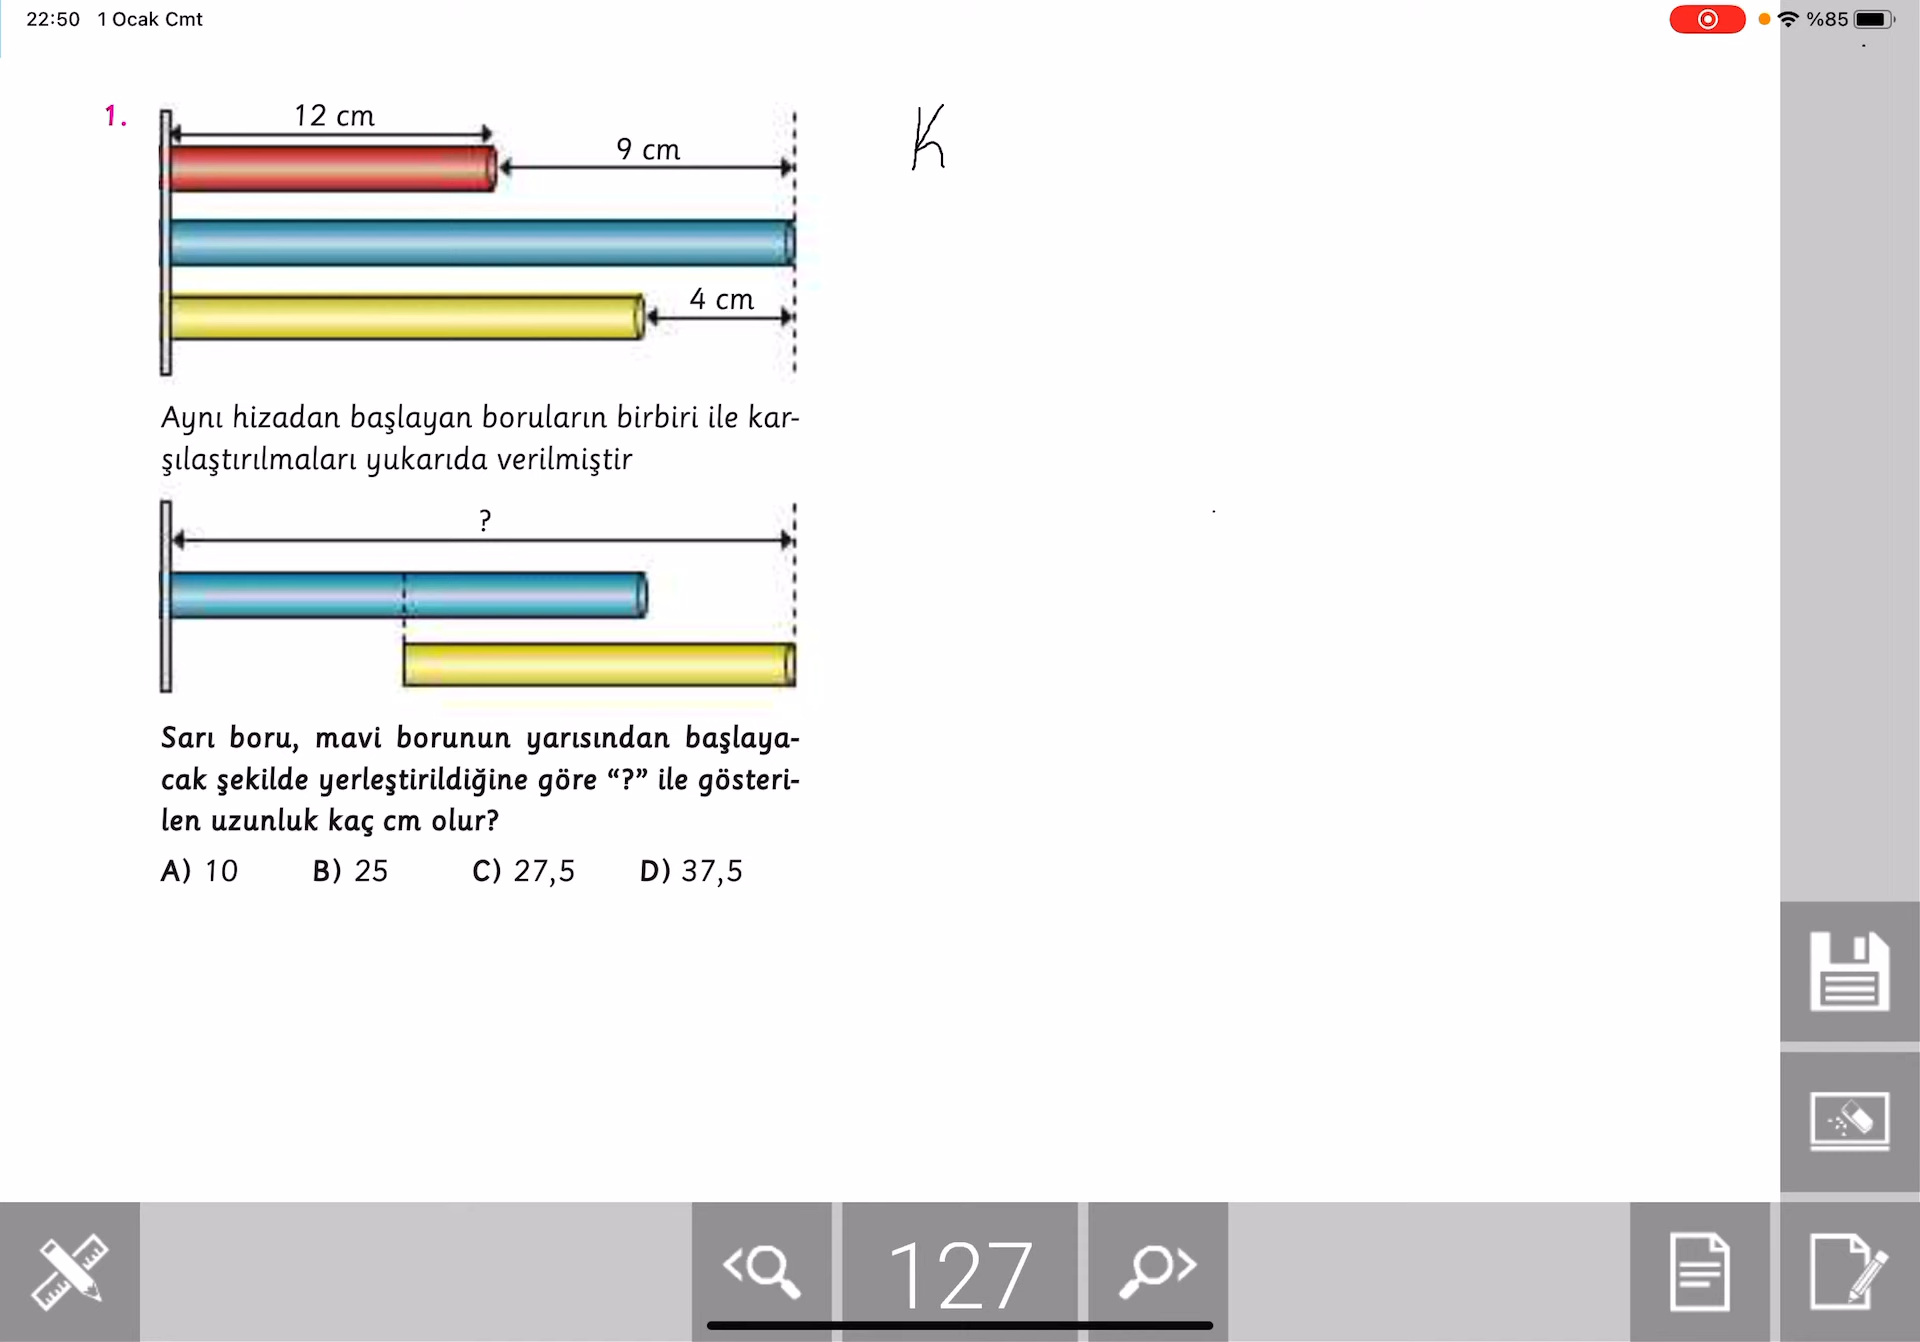 22:50 1 Ocak Cmt
%85
1.
12 cm
9 cm
K
4 cm
Aynı hizadan başlayan boruların birbiri ile kar-
şılaştırılmaları yukarıda verilmiştir
?
Sarı boru, mavi borunun yarısından başlaya-
cak şekilde yerleştirildiğine göre “?” ile gösteri-
len uzunluk kaç cm olur?
A) 10 B) 25 C) 27,5 D) 37,5
127